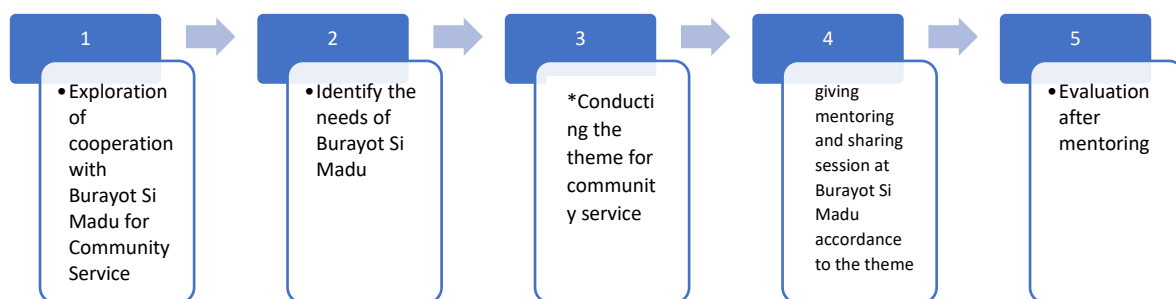 1
•Exploration
of
cooperation
with
Burayot Si
Madu for
Community
Service
2
•Identify the
needs of
Burayot Si
Madu
3
*Conducti
ng the
theme for
communit
y service
4
giving
mentoring
and sharing
session at
Burayot Si
Madu
accordance
to the theme
5
•Evaluation
after
mentoring